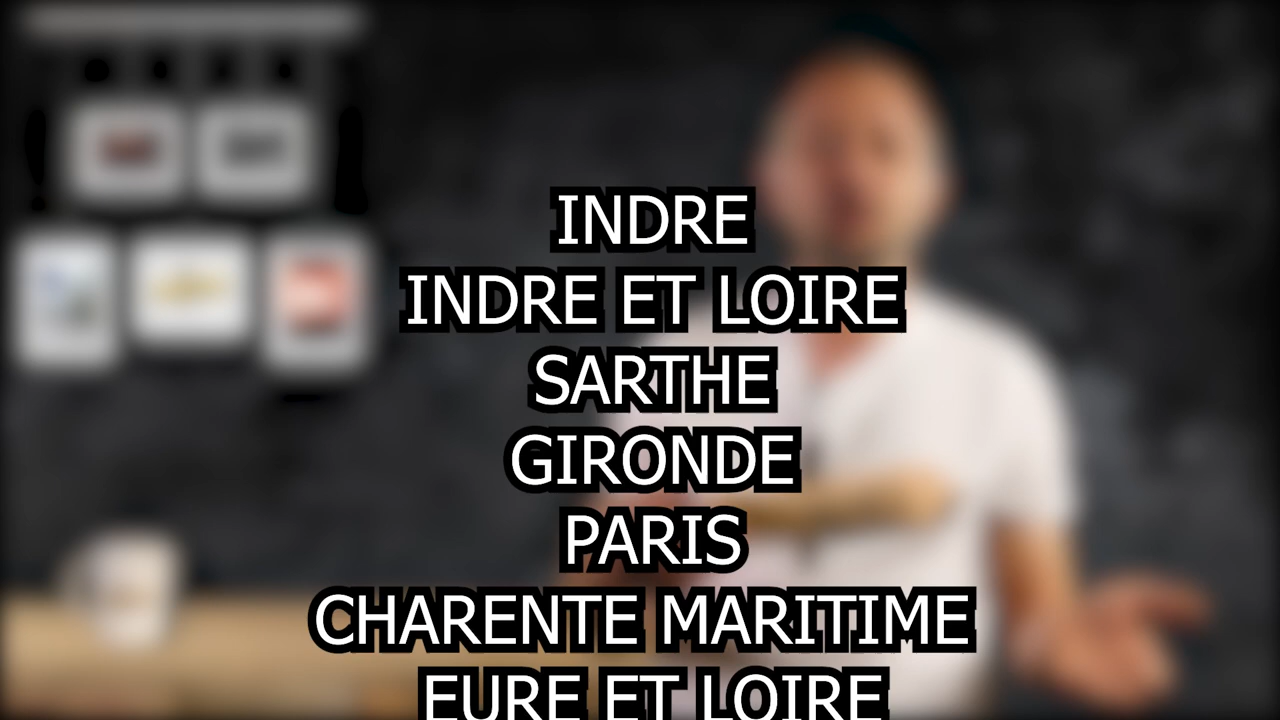 INDRE
INDRE ET LOIRE
SARTHE
GIRONDE
PARIS
CHARENTE MARITIME
EURE ET LOIRE